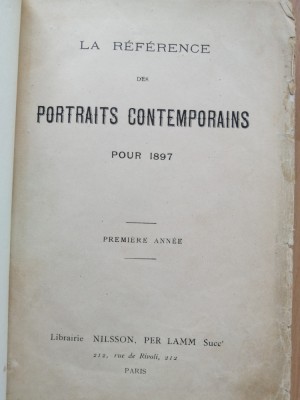 LA RÉFÉRENCE
DES
PORTRAITS CONTEMPORAINS
POUR 1897
PREMIÈRE ANNÉE
Librairie NILSSON, PER LAMM Succ^r
212, rue de Rivoli, 212
PARIS